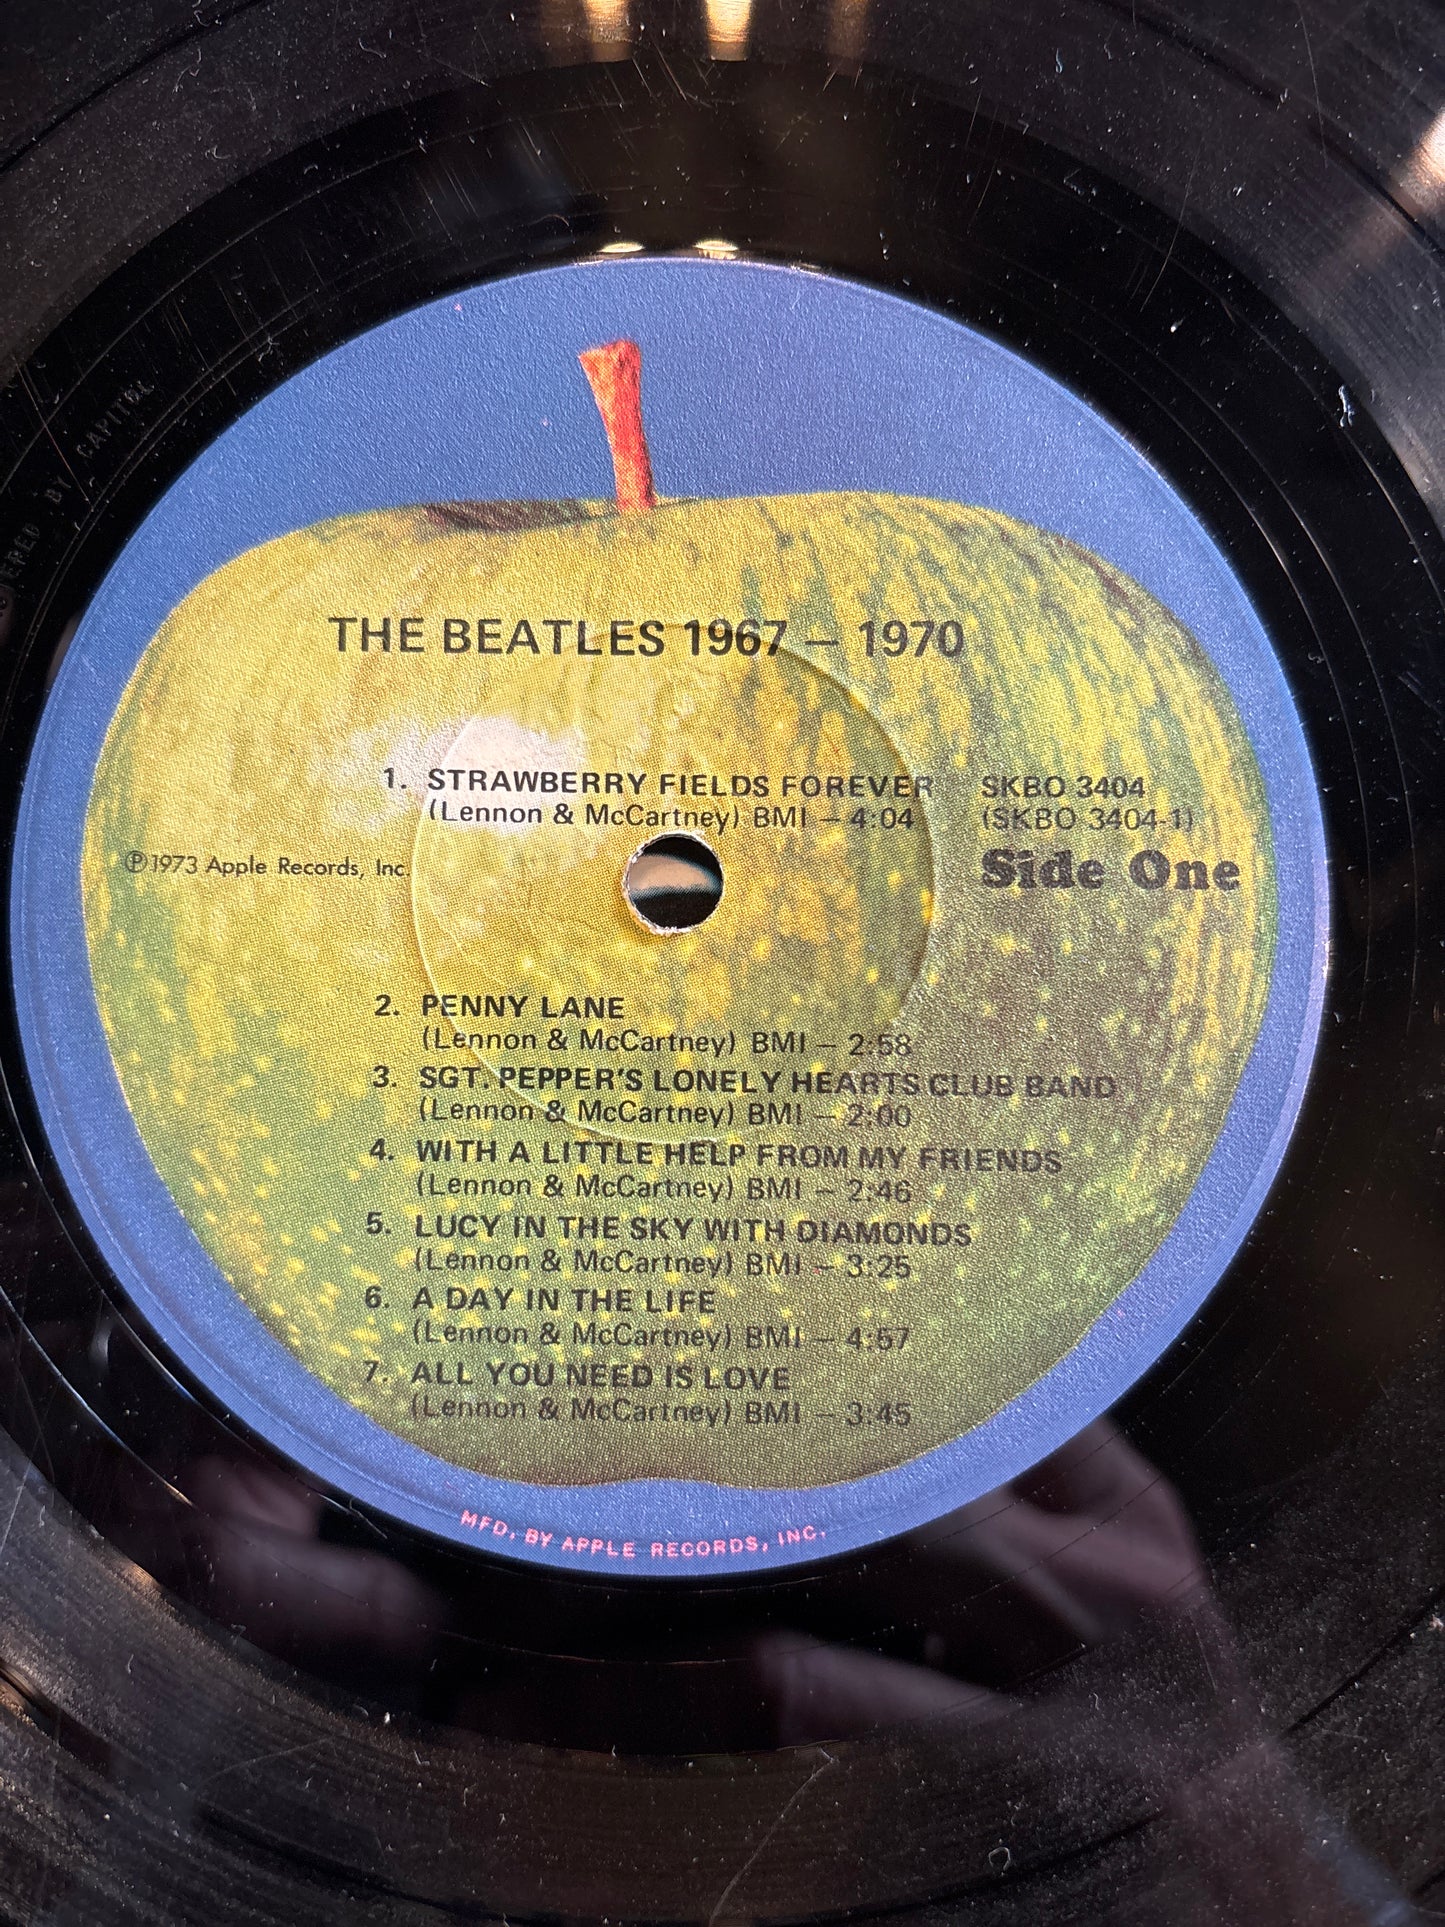 THE BEATLES 1967 — 1970
1. STRAWBERRY FIELDS FOREVER
(Lennon & McCartney) BMI — 4:04
SKBO 3404
(SKBO 3404-1)
℗1973 Apple Records, Inc.
Side One
2. PENNY LANE
(Lennon & McCartney) BMI — 2:58
3. SGT. PEPPER'S LONELY HEARTS CLUB BAND
(Lennon & McCartney) BMI — 2:00
4. WITH A LITTLE HELP FROM MY FRIENDS
(Lennon & McCartney) BMI — 2:46
5. LUCY IN THE SKY WITH DIAMONDS
(Lennon & McCartney) BMI — 3:25
6. A DAY IN THE LIFE
(Lennon & McCartney) BMI — 4:57
7. ALL YOU NEED IS LOVE
(Lennon & McCartney) BMI — 3:45
MFD. BY APPLE RECORDS, INC.
BY CAPITOL